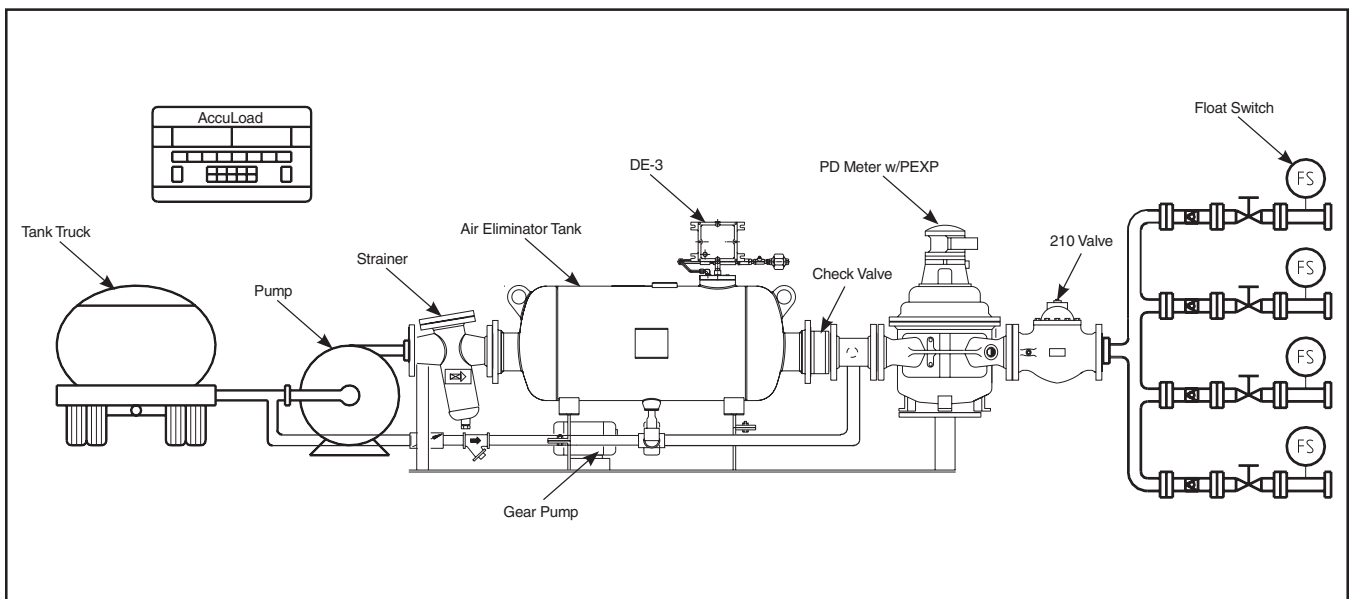 AccuLoad
Float Switch
DE-3
PD Meter w/PEXP
FS
Tank Truck
Air Eliminator Tank
210 Valve
Strainer
Check Valve
FS
Pump
FS
FS
Gear Pump